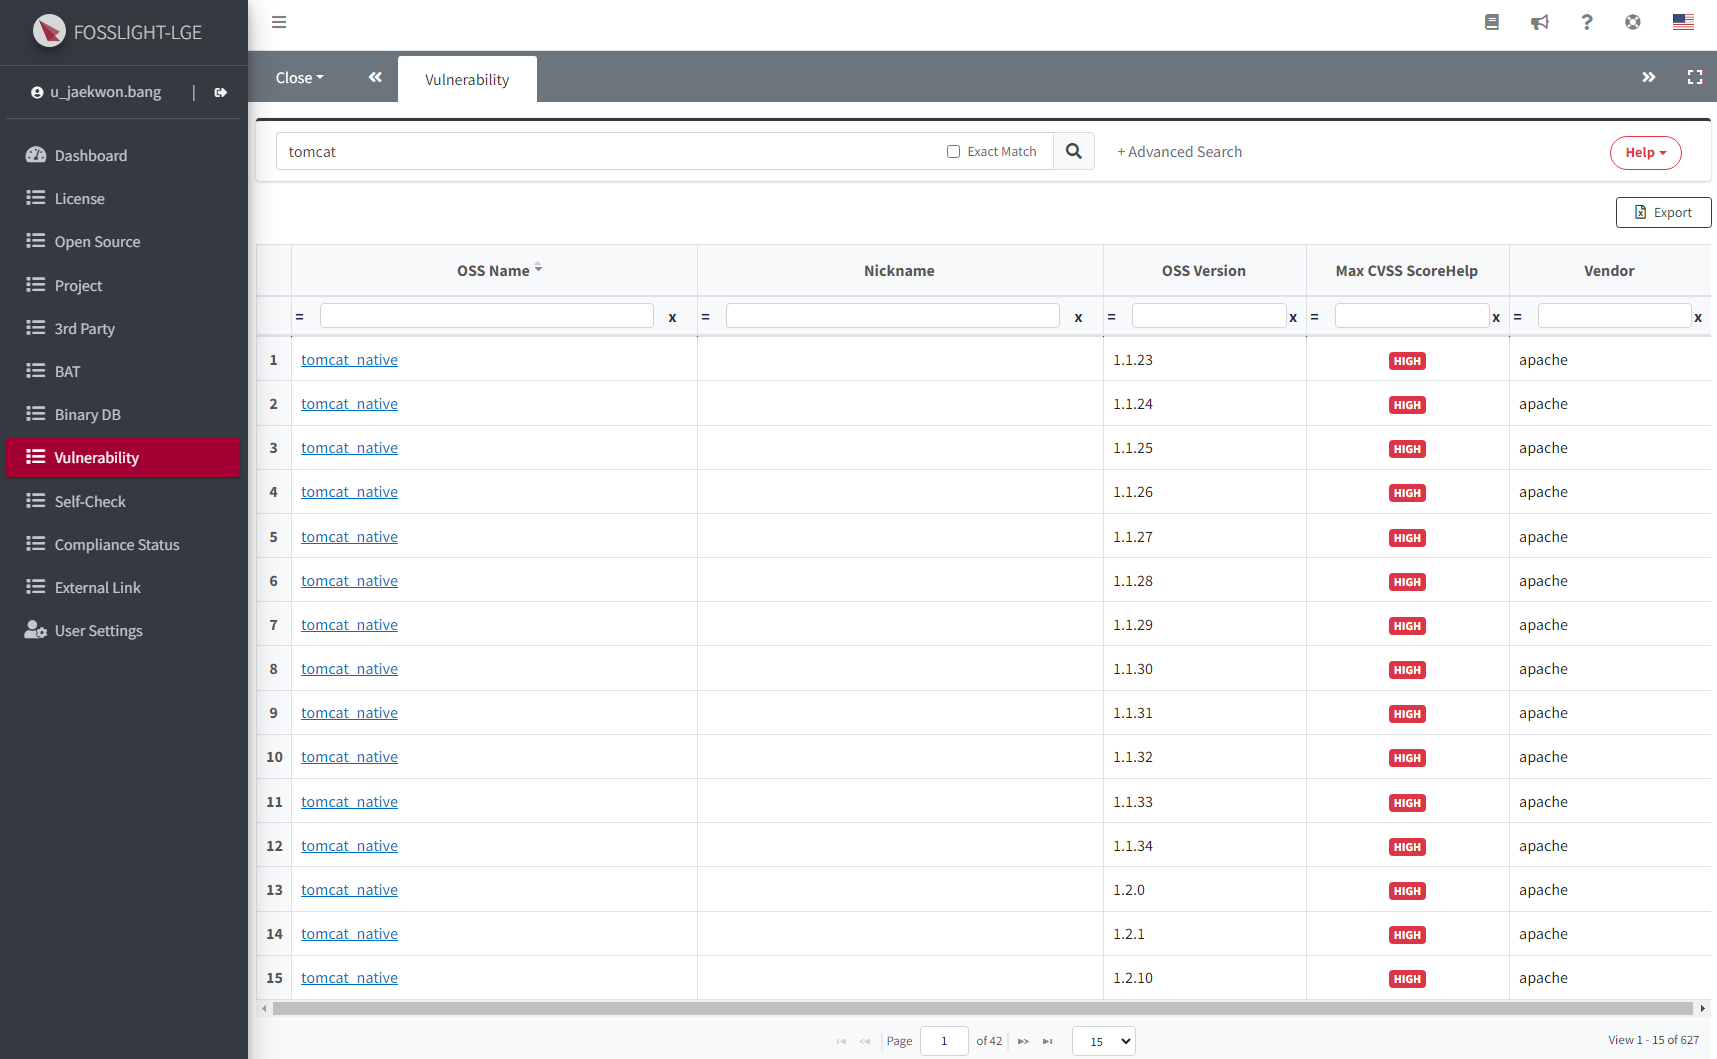 FOSSLIGHT-LGE
u_jaekwon.bang |
Dashboard
License
Open Source
Project
3rd Party
BAT
Binary DB
Vulnerability
Self-Check
Compliance Status
External Link
User Settings
Close
Vulnerability
tomcat Exact Match + Advanced Search Help
Export
OSS Name Nickname OSS Version Max CVSS ScoreHelp Vendor
= x = x = x = x = x
1 tomcat_native 1.1.23 HIGH apache
2 tomcat_native 1.1.24 HIGH apache
3 tomcat_native 1.1.25 HIGH apache
4 tomcat_native 1.1.26 HIGH apache
5 tomcat_native 1.1.27 HIGH apache
6 tomcat_native 1.1.28 HIGH apache
7 tomcat_native 1.1.29 HIGH apache
8 tomcat_native 1.1.30 HIGH apache
9 tomcat_native 1.1.31 HIGH apache
10 tomcat_native 1.1.32 HIGH apache
11 tomcat_native 1.1.33 HIGH apache
12 tomcat_native 1.1.34 HIGH apache
13 tomcat_native 1.2.0 HIGH apache
14 tomcat_native 1.2.1 HIGH apache
15 tomcat_native 1.2.10 HIGH apache
Page 1 of 42 15 View 1 - 15 of 627